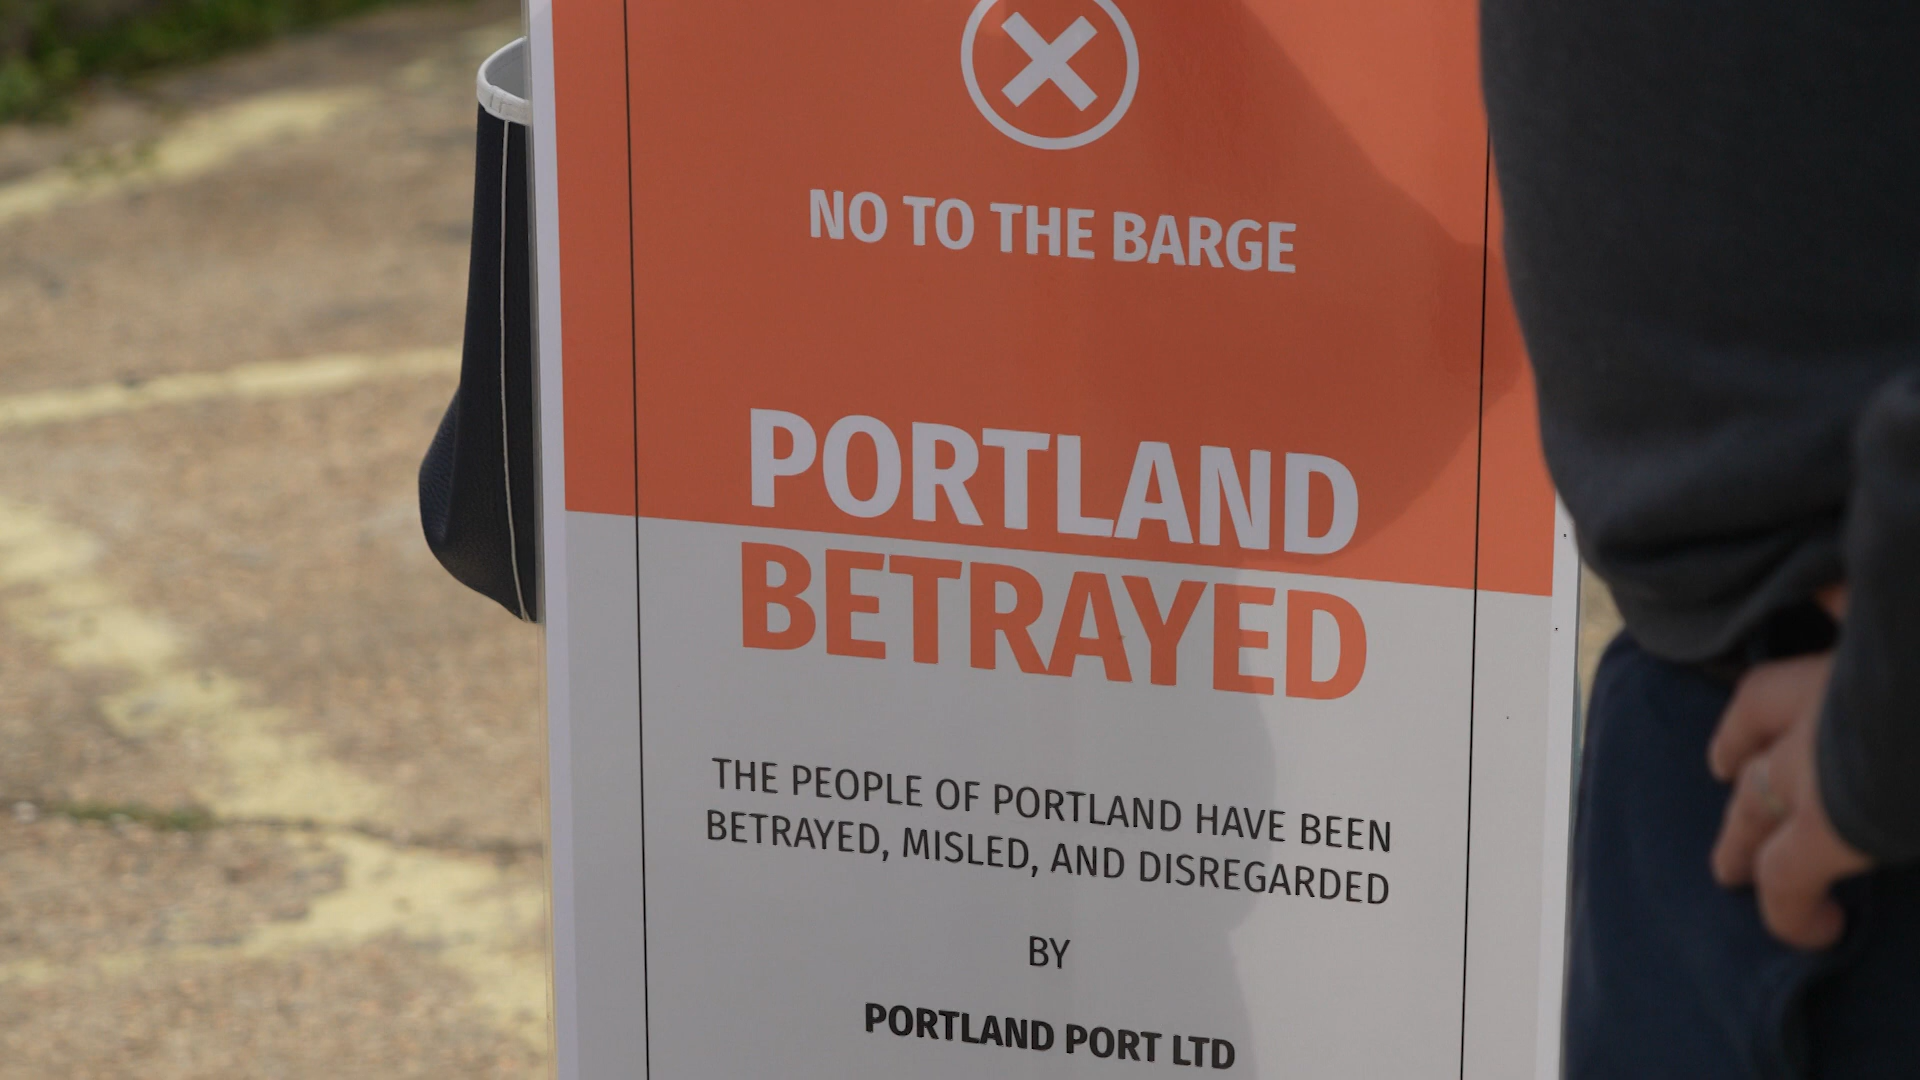 NO TO THE BARGE
PORTLAND
BETRAYED
THE PEOPLE OF PORTLAND HAVE BEEN
BETRAYED, MISLED, AND DISREGARDED
BY
PORTLAND PORT LTD